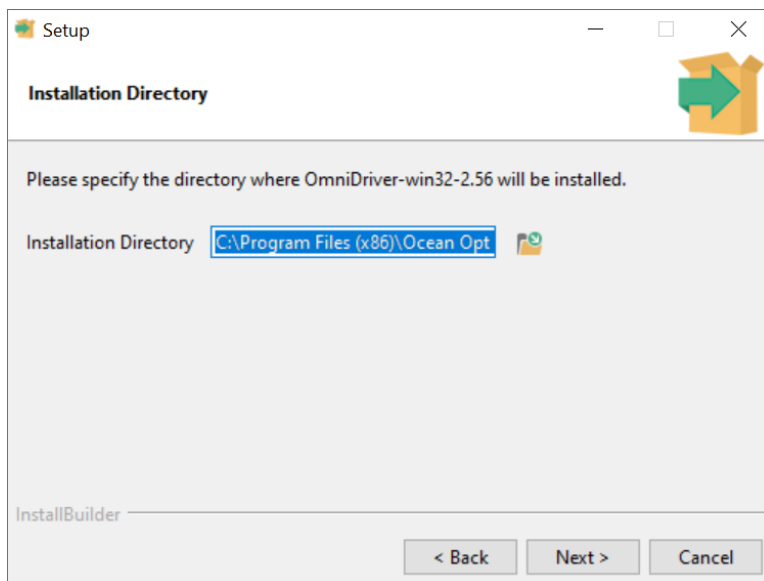 Setup
Installation Directory
Please specify the directory where OmniDriver-win32-2.56 will be installed.
Installation Directory C:\Program Files (x86)\Ocean Opt
InstallBuilder
< Back Next > Cancel